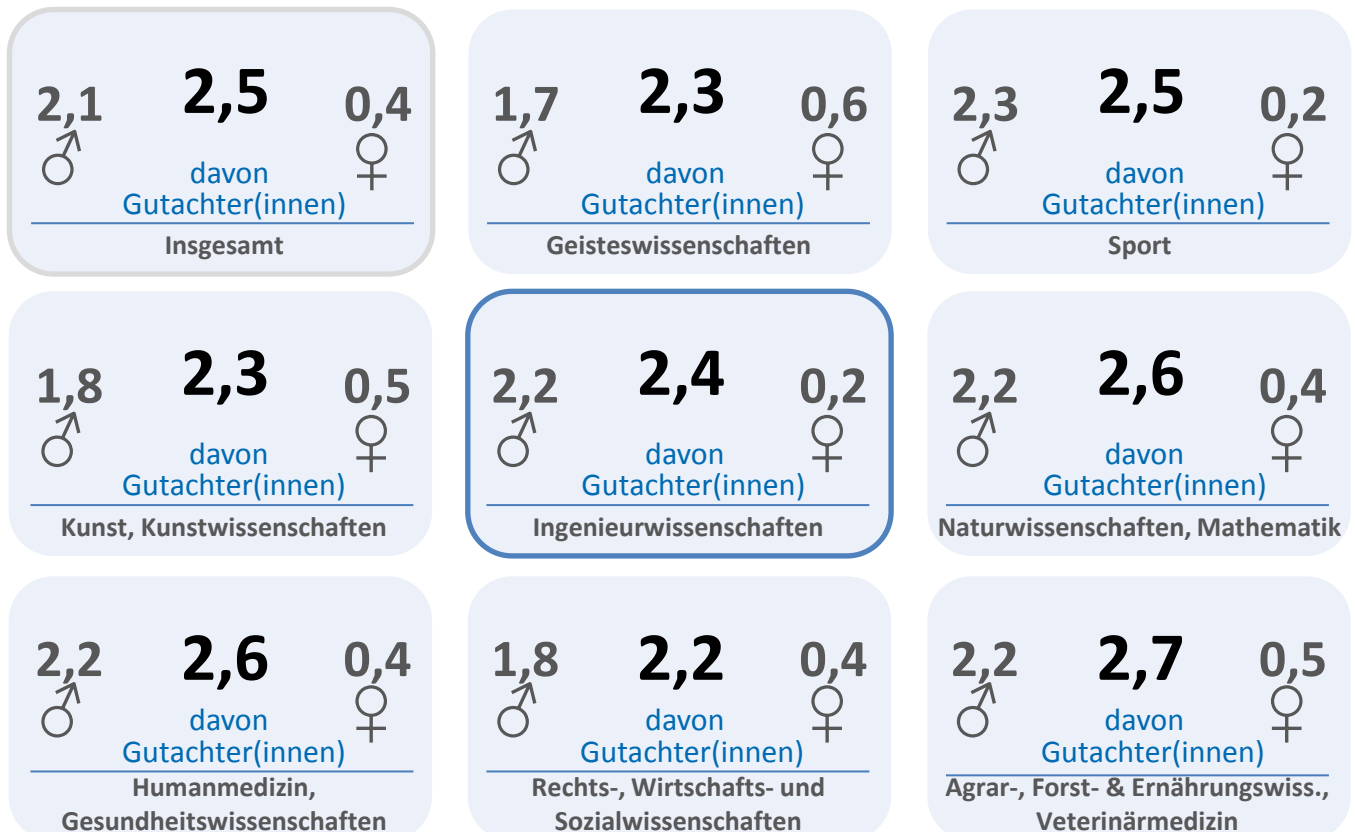 2,1 ♂ 2,5 0,4 ♀
davon
Gutachter(innen)
Insgesamt
1,7 ♂ 2,3 0,6 ♀
davon
Gutachter(innen)
Geisteswissenschaften
2,3 ♂ 2,5 0,2 ♀
davon
Gutachter(innen)
Sport
1,8 ♂ 2,3 0,5 ♀
davon
Gutachter(innen)
Kunst, Kunstwissenschaften
2,2 ♂ 2,4 0,2 ♀
davon
Gutachter(innen)
Ingenieurwissenschaften
2,2 ♂ 2,6 0,4 ♀
davon
Gutachter(innen)
Naturwissenschaften, Mathematik
2,2 ♂ 2,6 0,4 ♀
davon
Gutachter(innen)
Humanmedizin,
Gesundheitswissenschaften
1,8 ♂ 2,2 0,4 ♀
davon
Gutachter(innen)
Rechts-, Wirtschafts- und
Sozialwissenschaften
2,2 ♂ 2,7 0,5 ♀
davon
Gutachter(innen)
Agrar-, Forst- & Ernährungswiss.,
Veterinärmedizin